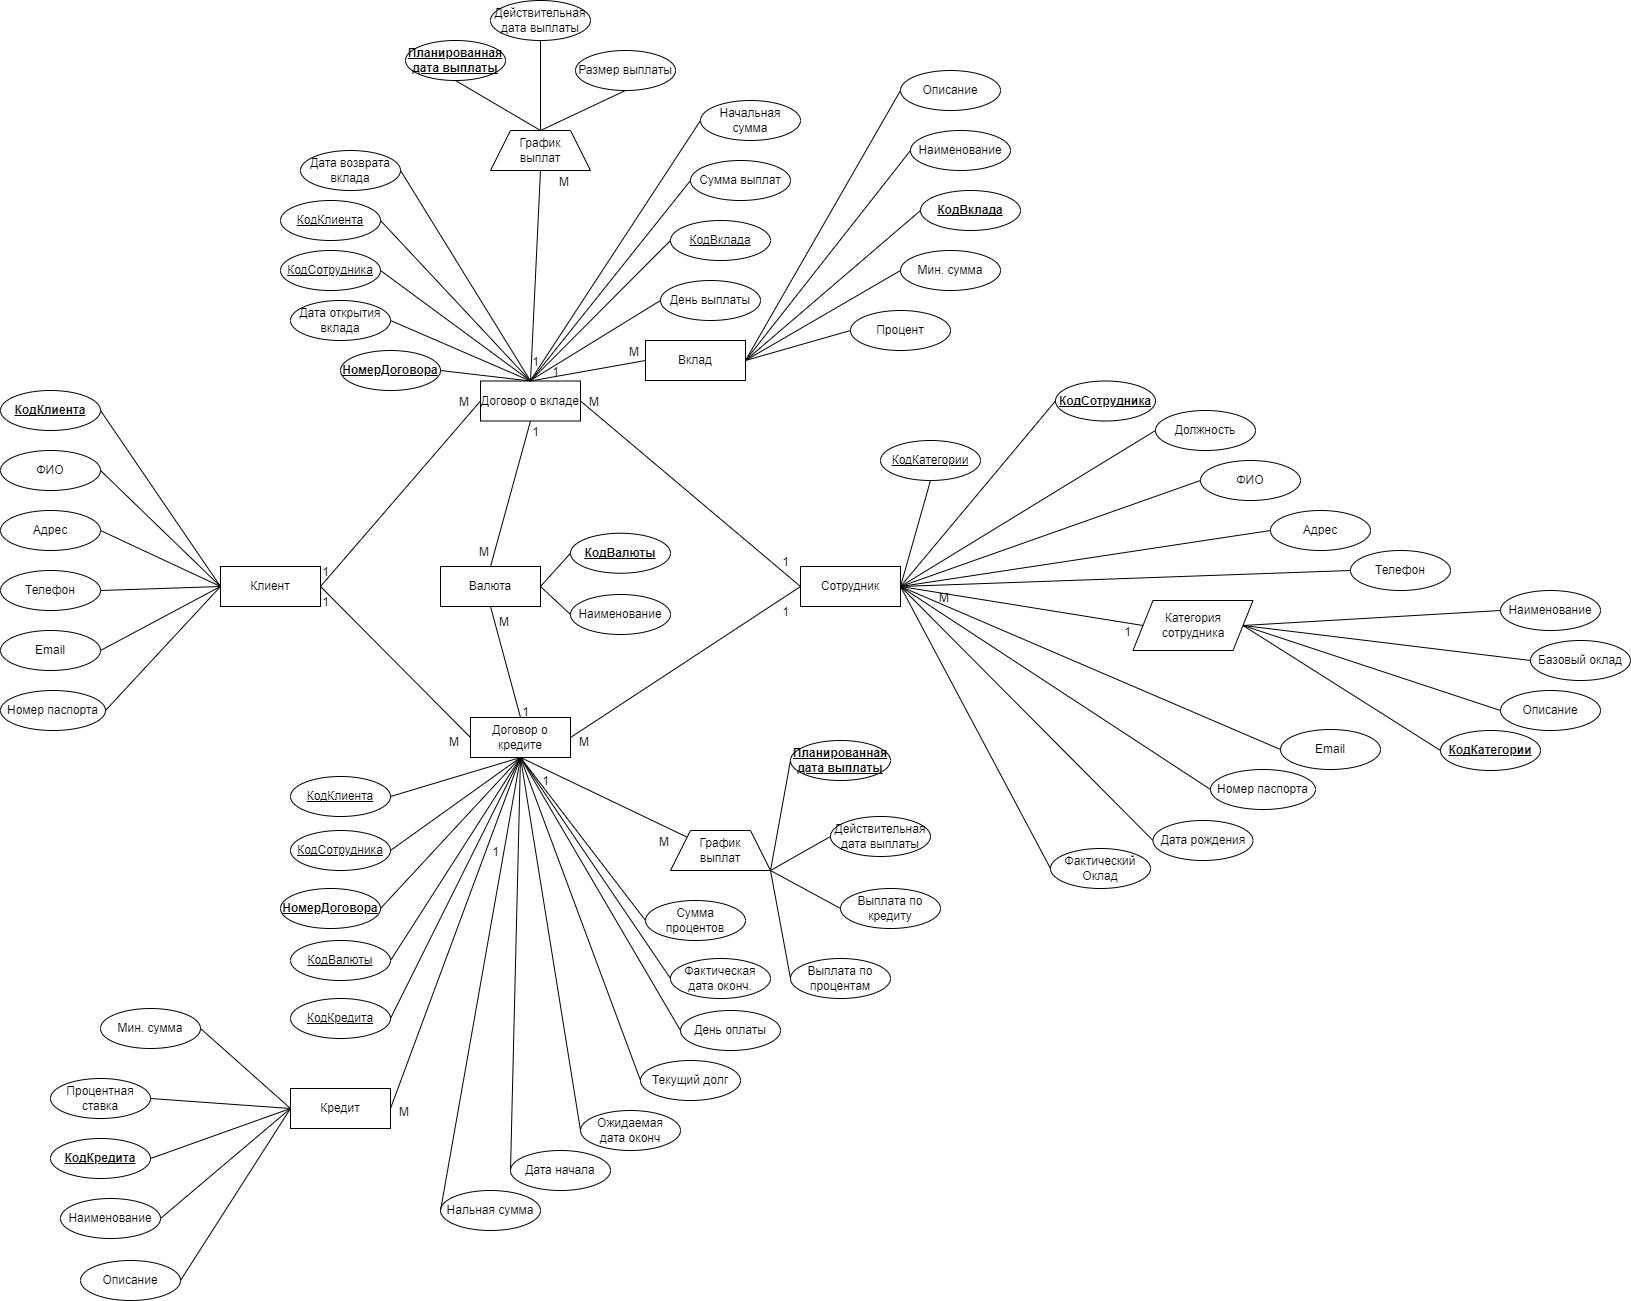 Действительная
дата выплаты
Планированная
дата выплаты
Размер выплаты
График
выплат
М
Дата возврата
вклада
КодКлиента
КодСотрудника
Дата открытия
вклада
НомерДоговора
Начальная
сумма
Сумма выплат
КодВклада
День выплаты
Описание
Наименование
КодВклада
Мин. сумма
Процент
М
Вклад
1
1
М
Договор о вкладе
М
1
КодКлиента
ФИО
Адрес
Телефон
Email
Номер паспорта
1
Клиент
1
М
Валюта
М
КодВалюты
Наименование
КодКатегории
КодСотрудника
Должность
ФИО
Адрес
Телефон
1
Сотрудник
1
М
1
Категория
сотрудника
Наименование
Базовый оклад
Описание
КодКатегории
Email
Номер паспорта
Дата рождения
Фактический
Оклад
1
М
Договор о
кредите
М
1
М
График
выплат
Планированная
дата выплаты
Действительная
дата выплаты
Выплата по
кредиту
Выплата по
процентам
КодКлиента
КодСотрудника
НомерДоговора
КодВалюты
КодКредита
1
Сумма
процентов
Фактическая
дата оконч.
День оплаты
Текущий долг
Ожидаемая
дата оконч
Дата начала
Нальная сумма
Мин. сумма
Процентная
ставка
КодКредита
Наименование
Описание
Кредит
М